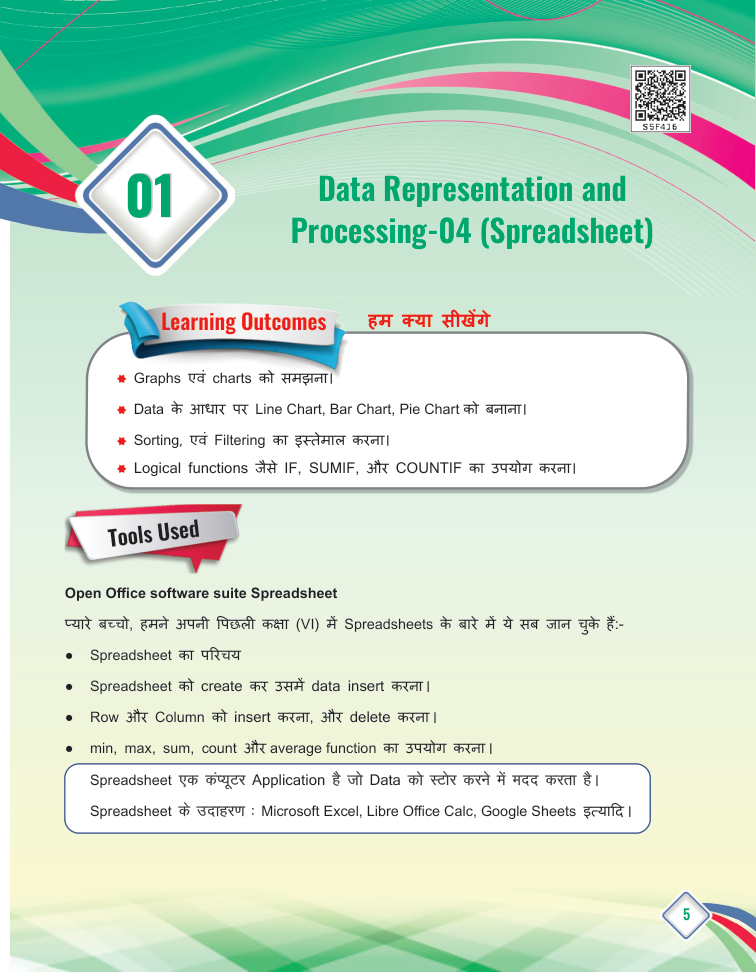 S5F4J6
01
Data Representation and
Processing-04 (Spreadsheet)
Learning Outcomes हम क्या सीखेंगे
Graphs एवं charts को समझना।
Data के आधार पर Line Chart, Bar Chart, Pie Chart को बनाना।
Sorting, एवं Filtering का इस्तेमाल करना।
Logical functions जैसे IF, SUMIF, और COUNTIF का उपयोग करना।
Tools Used
Open Office software suite Spreadsheet
प्यारे बच्चो, हमने अपनी पिछली कक्षा (VI) में Spreadsheets के बारे में ये सब जान चुके हैं:-
● Spreadsheet का परिचय
● Spreadsheet को create कर उसमें data insert करना।
● Row और Column को insert करना, और delete करना।
● min, max, sum, count और average function का उपयोग करना।
Spreadsheet एक कंप्यूटर Application है जो Data को स्टोर करने में मदद करता है।
Spreadsheet के उदाहरण : Microsoft Excel, Libre Office Calc, Google Sheets इत्यादि।
5